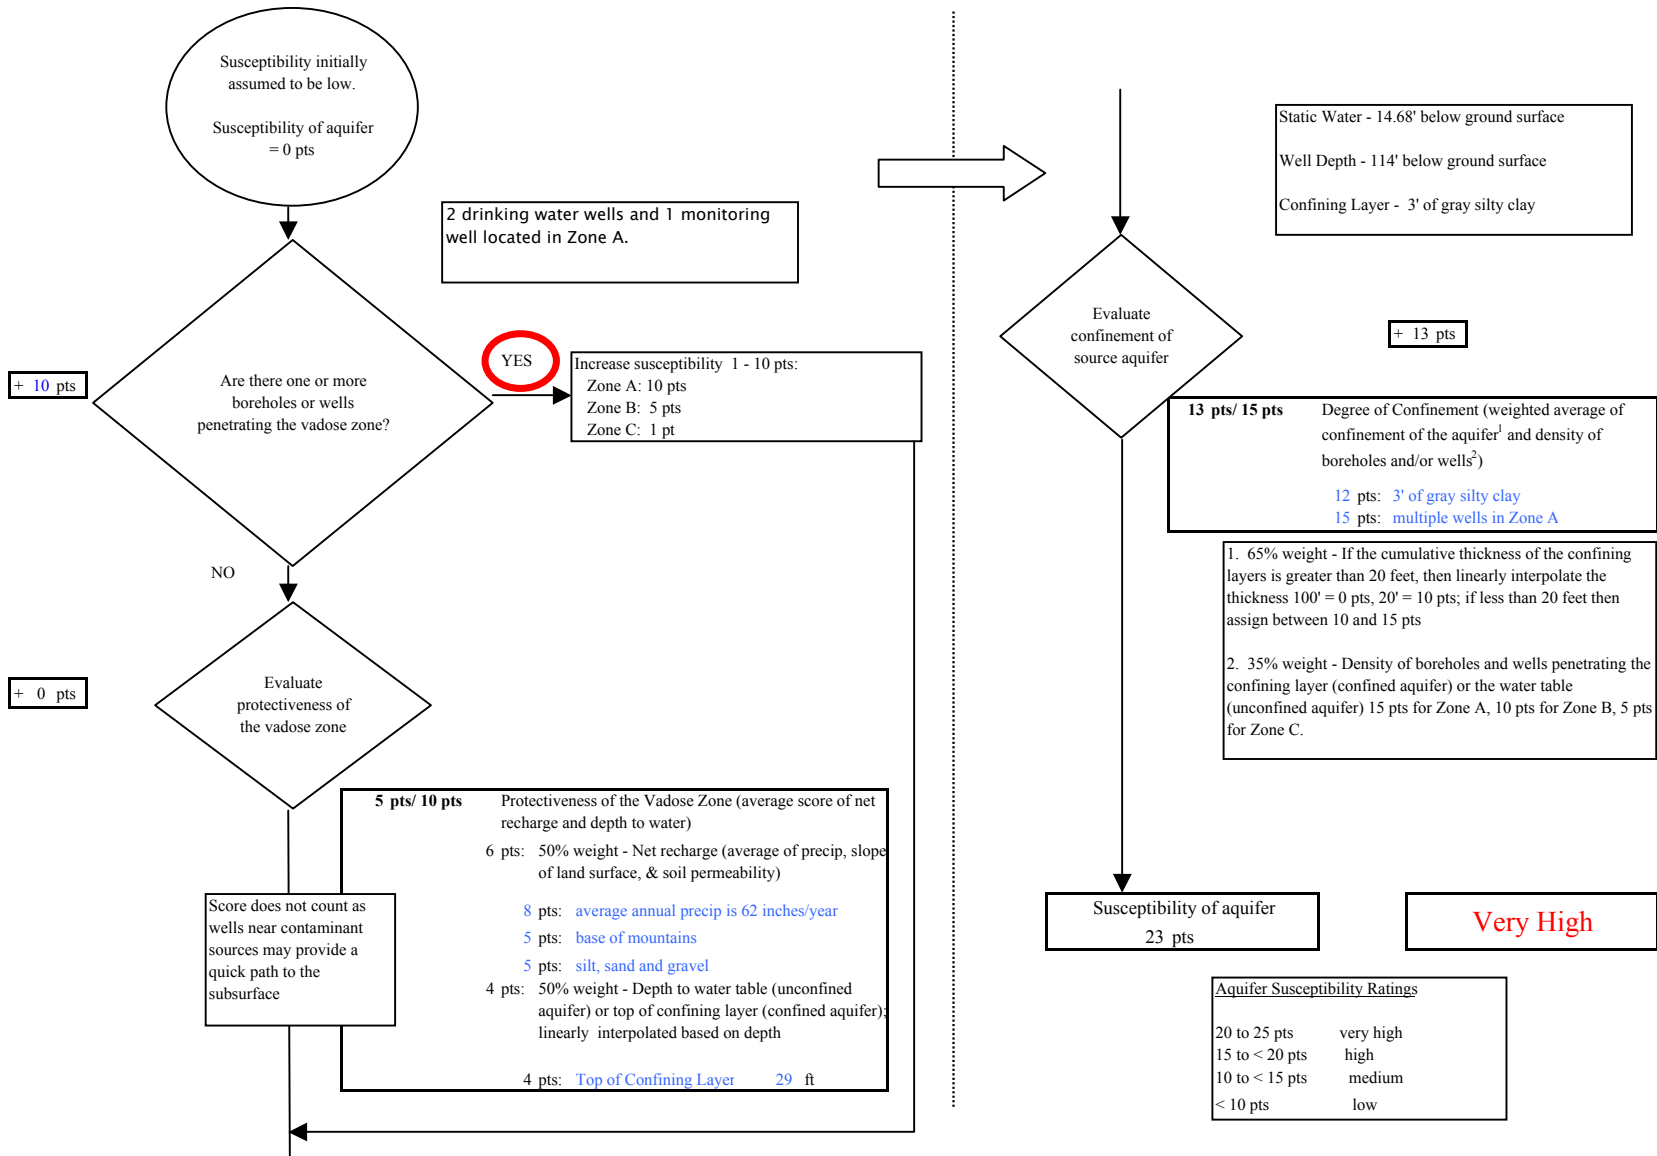 Susceptibility initially
assumed to be low.
Susceptibility of aquifer
= 0 pts
2 drinking water wells and 1 monitoring
well located in Zone A.
+ 10 pts
Are there one or more
boreholes or wells
penetrating the vadose zone?
YES
Increase susceptibility 1 - 10 pts:
Zone A: 10 pts
Zone B: 5 pts
Zone C: 1 pt
NO
+ 0 pts
Evaluate
protectiveness of
the vadose zone
5 pts/ 10 pts Protectiveness of the Vadose Zone (average score of net
recharge and depth to water)
6 pts: 50% weight - Net recharge (average of precip, slope
of land surface, & soil permeability)
8 pts: average annual precip is 62 inches/year
5 pts: base of mountains
5 pts: silt, sand and gravel
4 pts: 50% weight - Depth to water table (unconfined
aquifer) or top of confining layer (confined aquifer);
linearly interpolated based on depth
4 pts: Top of Confining Layer 29 ft
Score does not count as
wells near contaminant
sources may provide a
quick path to the
subsurface
Static Water - 14.68' below ground surface
Well Depth - 114' below ground surface
Confining Layer - 3' of gray silty clay
Evaluate
confinement of
source aquifer
+ 13 pts
13 pts/ 15 pts Degree of Confinement (weighted average of
confinement of the aquifer1 and density of
boreholes and/or wells2)
12 pts: 3' of gray silty clay
15 pts: multiple wells in Zone A
1. 65% weight - If the cumulative thickness of the confining
layers is greater than 20 feet, then linearly interpolate the
thickness 100' = 0 pts, 20' = 10 pts; if less than 20 feet then
assign between 10 and 15 pts
2. 35% weight - Density of boreholes and wells penetrating the
confining layer (confined aquifer) or the water table
(unconfined aquifer) 15 pts for Zone A, 10 pts for Zone B, 5 pts
for Zone C.
Susceptibility of aquifer
23 pts
Very High
Aquifer Susceptibility Ratings
20 to 25 pts very high
15 to < 20 pts high
10 to < 15 pts medium
< 10 pts low